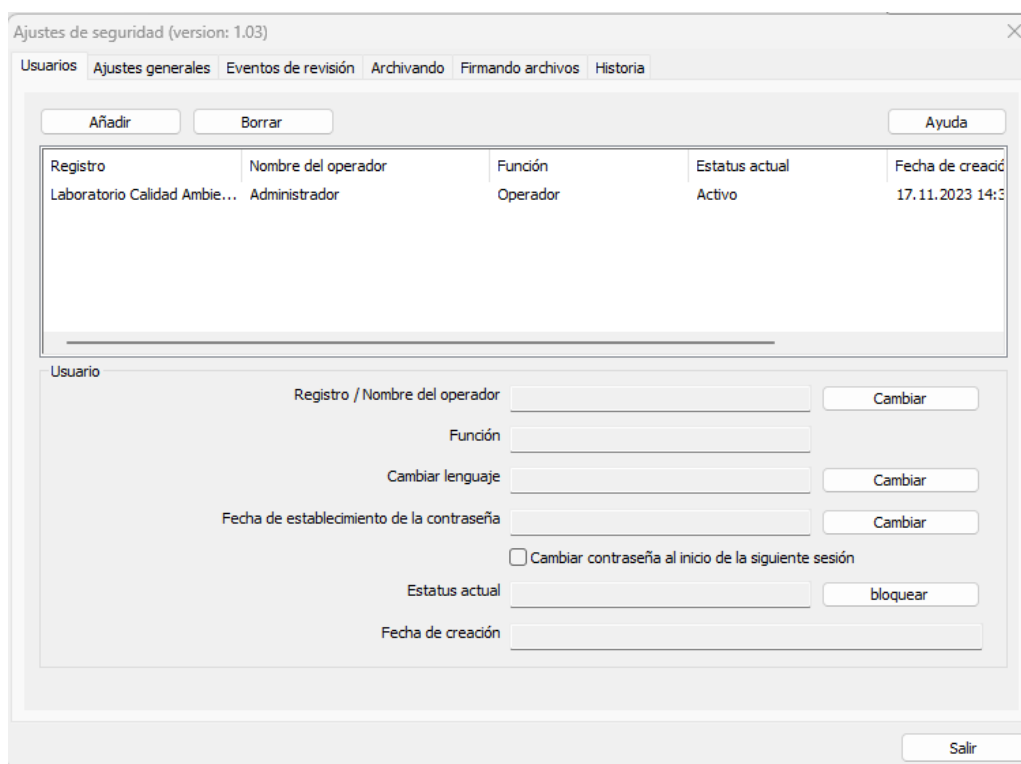 Ajustes de seguridad (version: 1.03)
Usuarios Ajustes generales Eventos de revisión Archivando Firmando archivos Historia
Añadir Borrar Ayuda
Registro Nombre del operador Función Estatus actual Fecha de creació
Laboratorio Calidad Ambie... Administrador Operador Activo 17.11.2023 14:3
Usuario
Registro / Nombre del operador Cambiar
Función
Cambiar lenguaje Cambiar
Fecha de establecimiento de la contraseña Cambiar
Cambiar contraseña al inicio de la siguiente sesión
Estatus actual bloquear
Fecha de creación
Salir